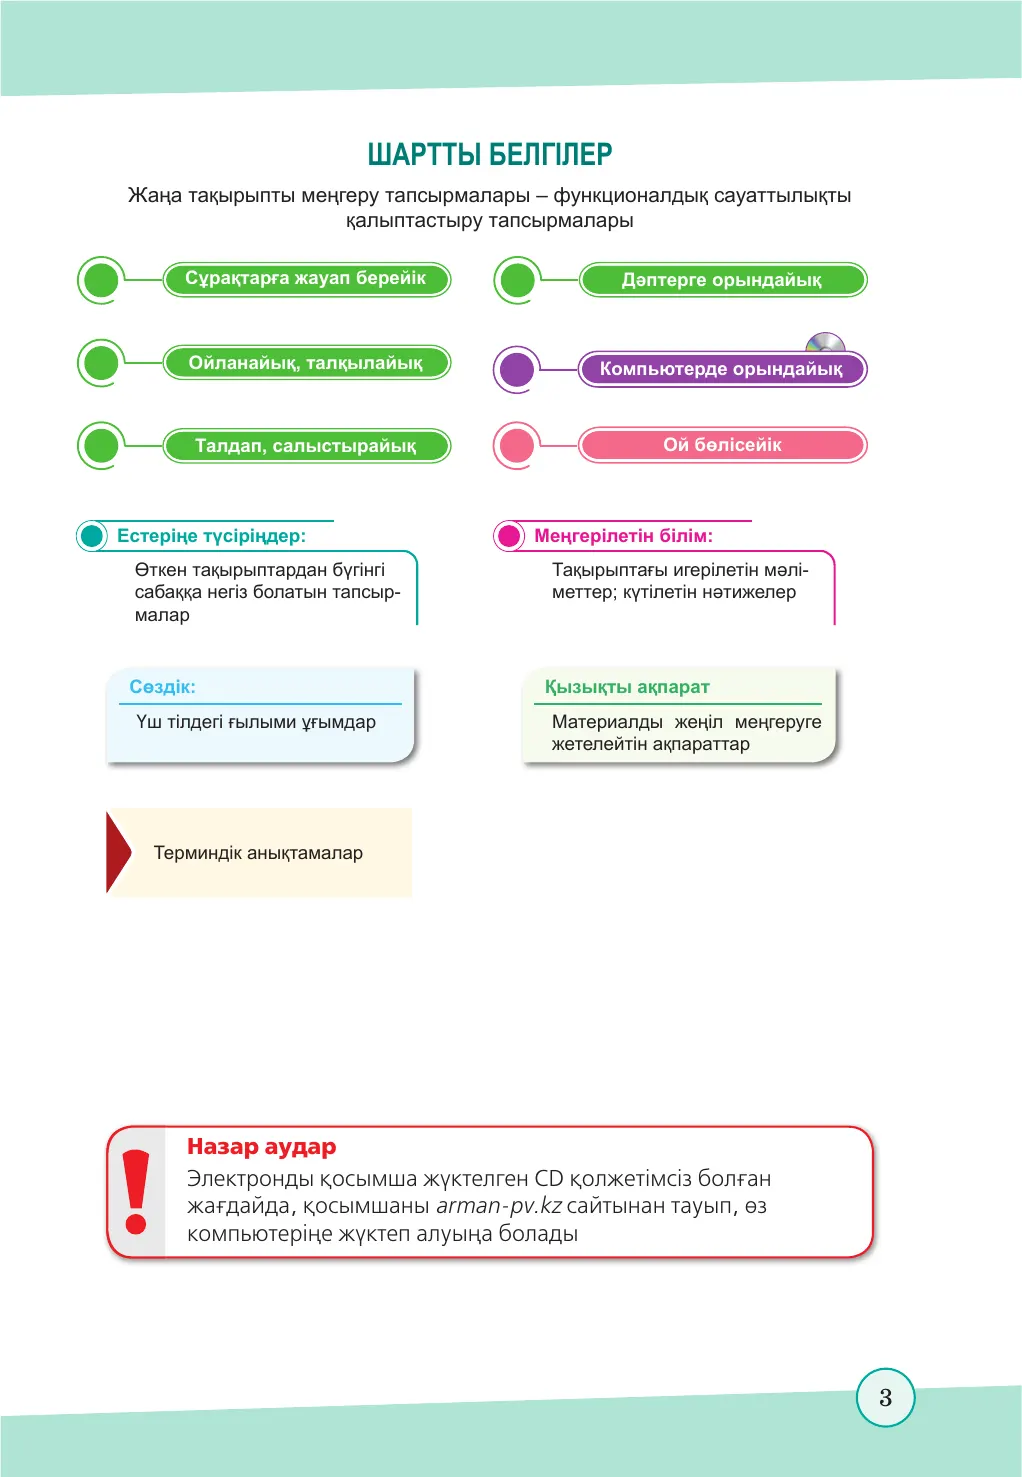 ШАРТТЫ БЕЛГІЛЕР
Жаңа тақырыпты меңгеру тапсырмалары – функционалдық сауаттылықты
қалыптастыру тапсырмалары
Сұрақтарға жауап берейік
Дәптерге орындайық
Ойланайық, талқылайық
Компьютерде орындайық
Талдап, салыстырайық
Ой бөлісейік
Естеріңе түсіріңдер:
Өткен тақырыптардан бүгінгі
сабаққа негіз болатын тапсыр-
малар
Меңгерілетін білім:
Тақырыптағы игерілетін мәлі-
меттер; күтілетін нәтижелер
Сөздік:
Үш тілдегі ғылыми ұғымдар
Қызықты ақпарат
Материалды жеңіл меңгеруге
жетелейтін ақпараттар
Терминдік анықтамалар
Назар аудар
Электронды қосымша жүктелген CD қолжетімсіз болған
жағдайда, қосымшаны arman-pv.kz сайтынан тауып, өз
компьютеріңе жүктеп алуыңа болады
3